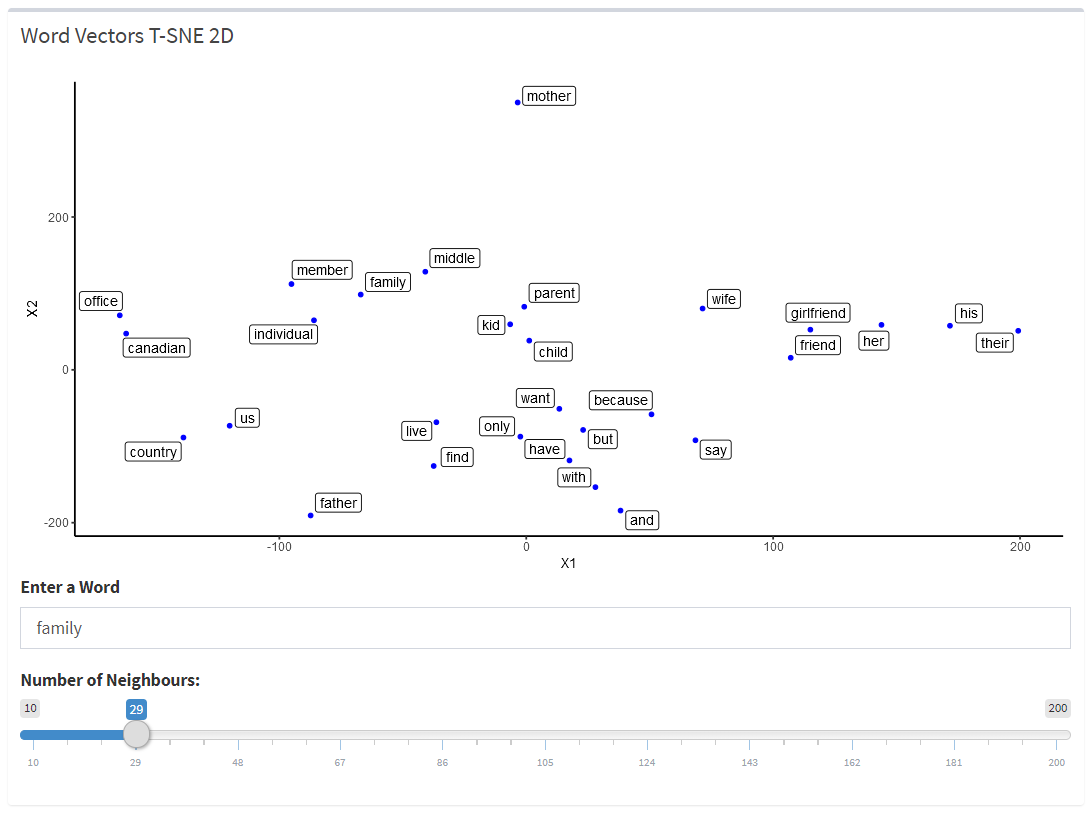 Word Vectors T-SNE 2D
mother
200
middle
member
family
parent
office
wife
girlfriend
his
X2
kid
individual
canadian
child
friend
her
their
0
want
because
us
only
live
but
country
have
find
say
with
father
and
-200
-100
0
100
200
X1
Enter a Word
family
Number of Neighbours:
10
29
200
10 29 48 67 86 105 124 143 162 181 200